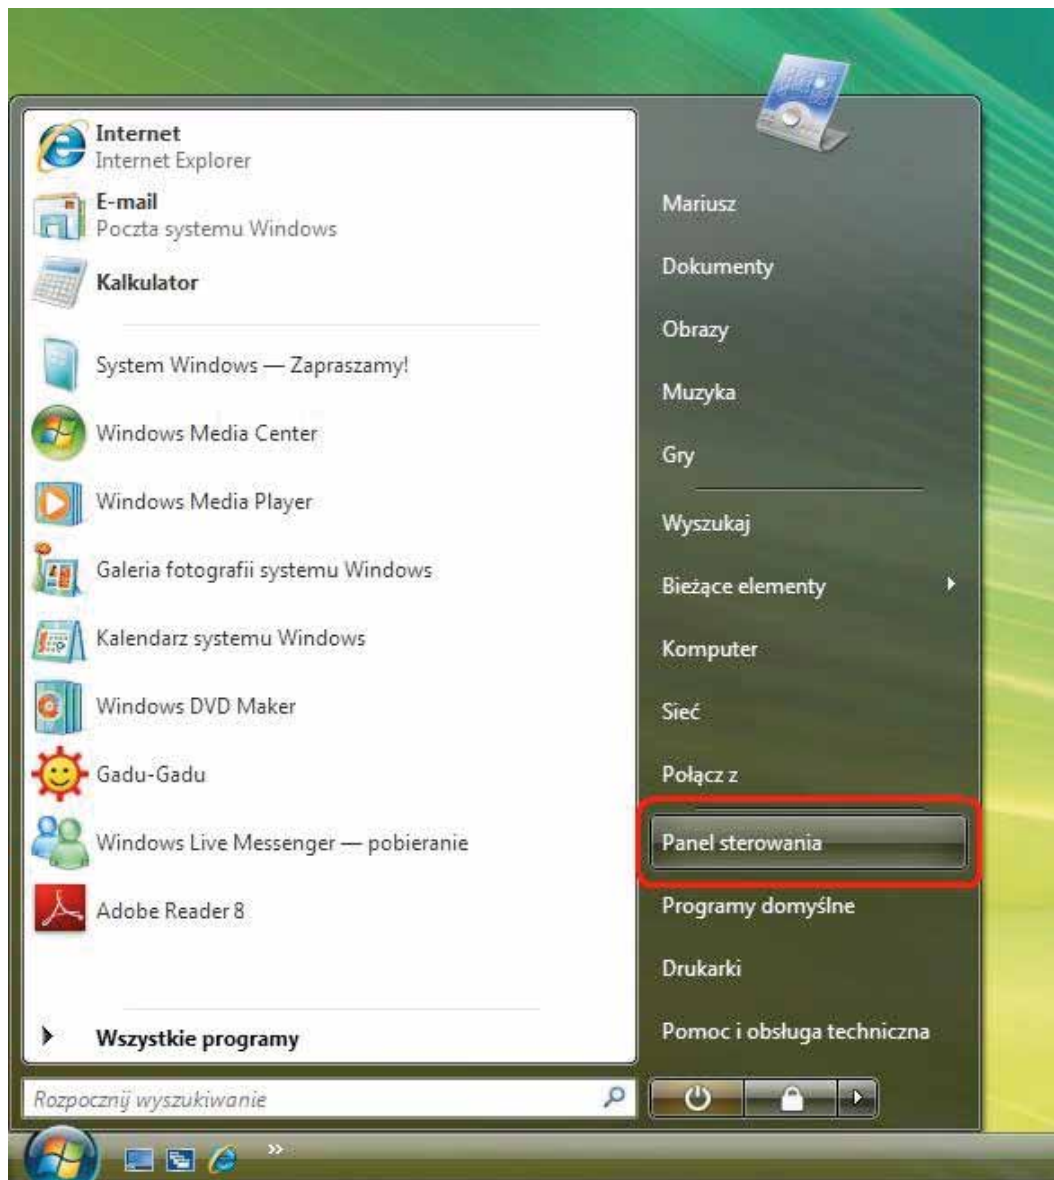 Internet
Internet Explorer
E-mail
Poczta systemu Windows
Kalkulator
System Windows — Zapraszamy!
Windows Media Center
Windows Media Player
Galeria fotografii systemu Windows
Kalendarz systemu Windows
Windows DVD Maker
Gadu-Gadu
Windows Live Messenger — pobieranie
Adobe Reader 8
Wszystkie programy
Rozpocznij wyszukiwanie
Mariusz
Dokumenty
Obrazy
Muzyka
Gry
Wyszukaj
Bieżące elementy
Komputer
Sieć
Połącz z
Panel sterowania
Programy domyślne
Drukarki
Pomoc i obsługa techniczna